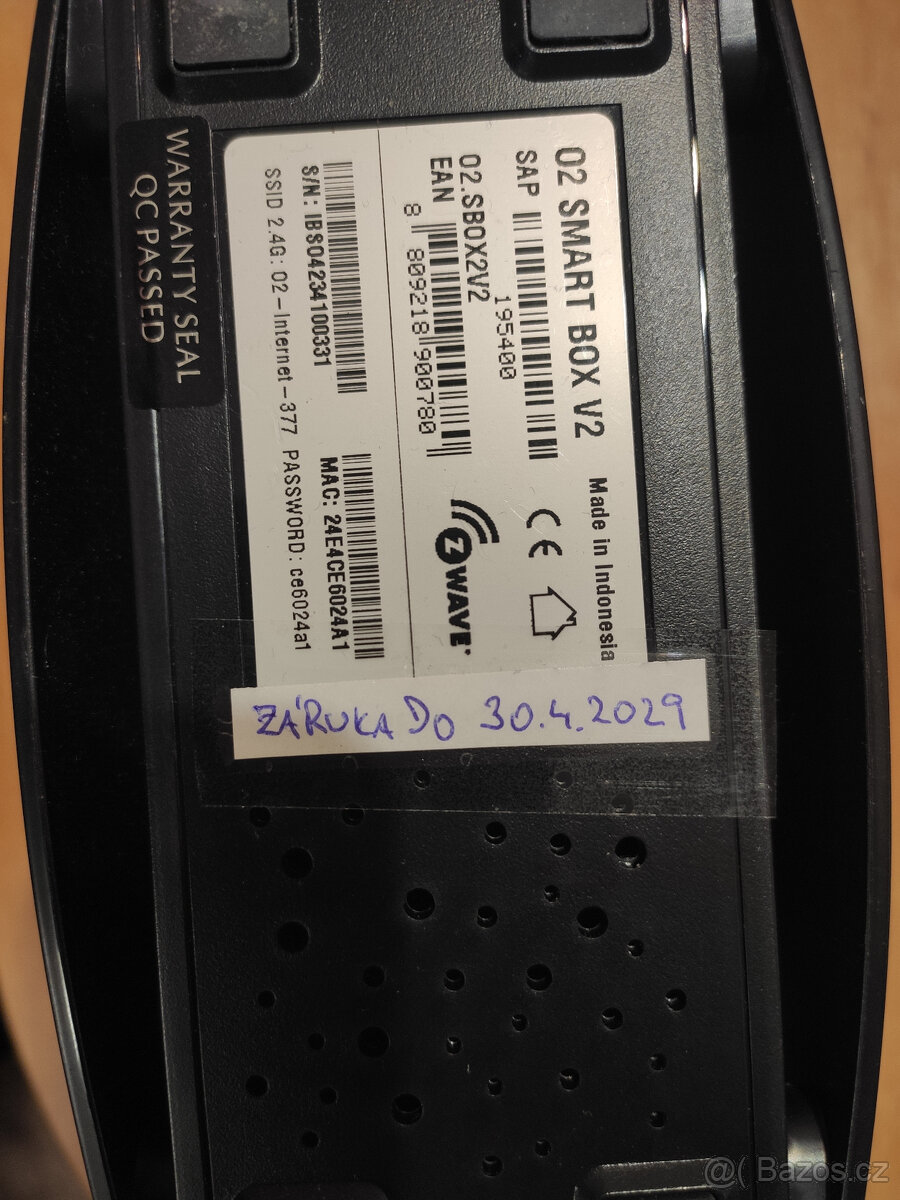 O2 SMART BOX V2
Made in Indonesia
SAP
195400
CE
O2.SBOX2V2
EAN
8 809218 900780
Z WAVE
S/N: IBS04234100331
MAC: 24E4CE6024A1
SSID 2.4G: O2-Internet-377 PASSWORD: ce6024a1
WARRANTY SEAL
QC PASSED
ZÁRUKA DO 30.4.2029
@( Bazos.cz